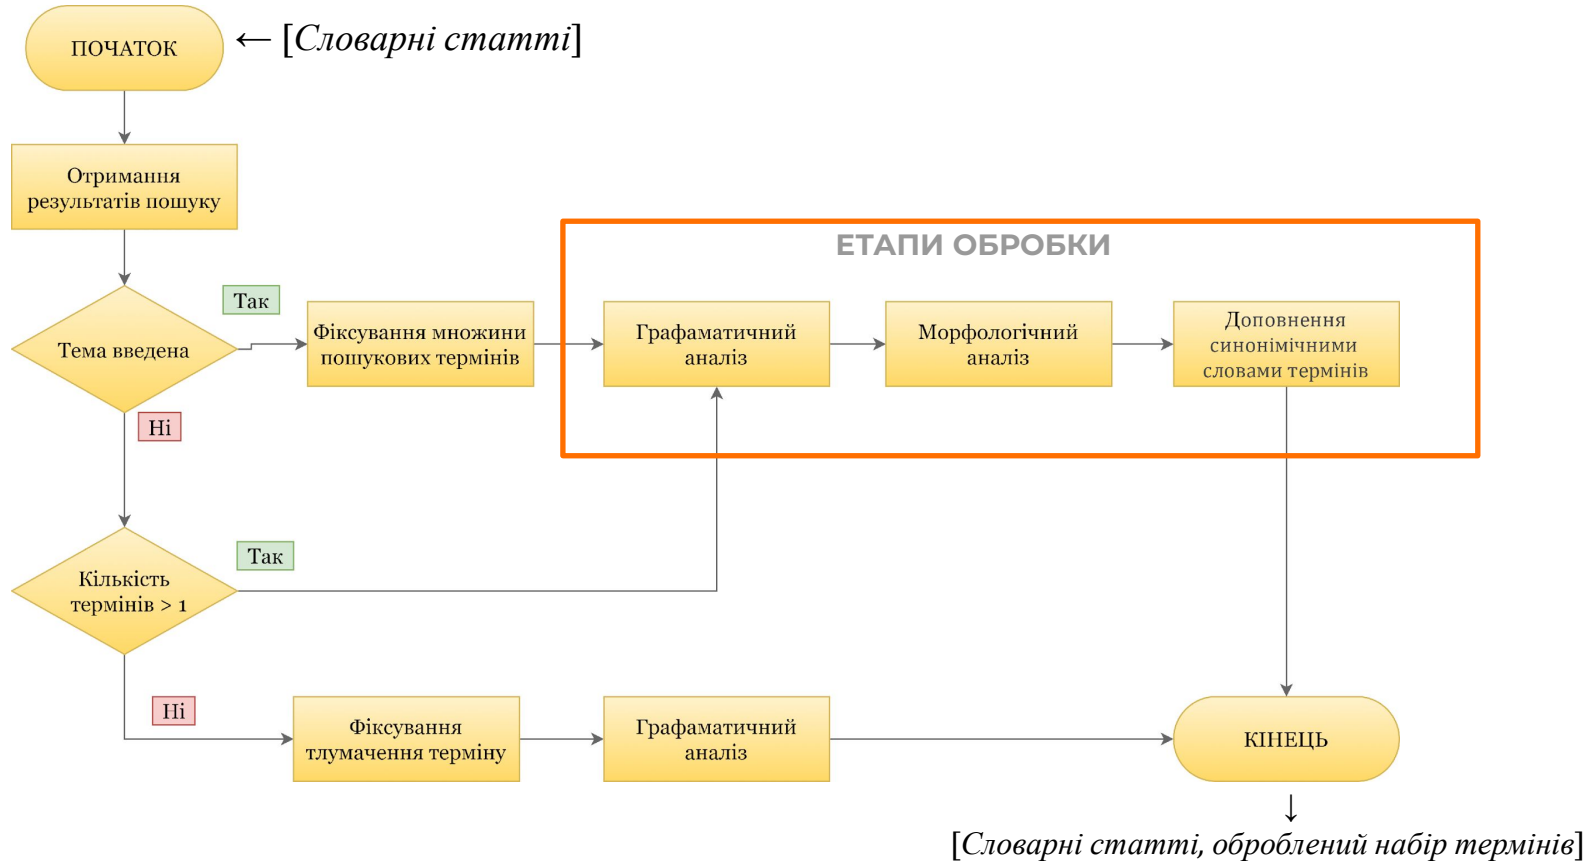 ПОЧАТОК
← [Словарні статті]
Отримання
результатів пошуку
ЕТАПИ ОБРОБКИ
Так
Тема введена
Фіксування множини
пошукових термінів
Графаматичний
аналіз
Морфологічний
аналіз
Доповнення
синонімічними
словами термінів
Ні
Так
Кількість
термінів > 1
Ні
Фіксування
тлумачення терміну
Графаматичний
аналіз
КІНЕЦЬ
↓
[Словарні статті, оброблений набір термінів]